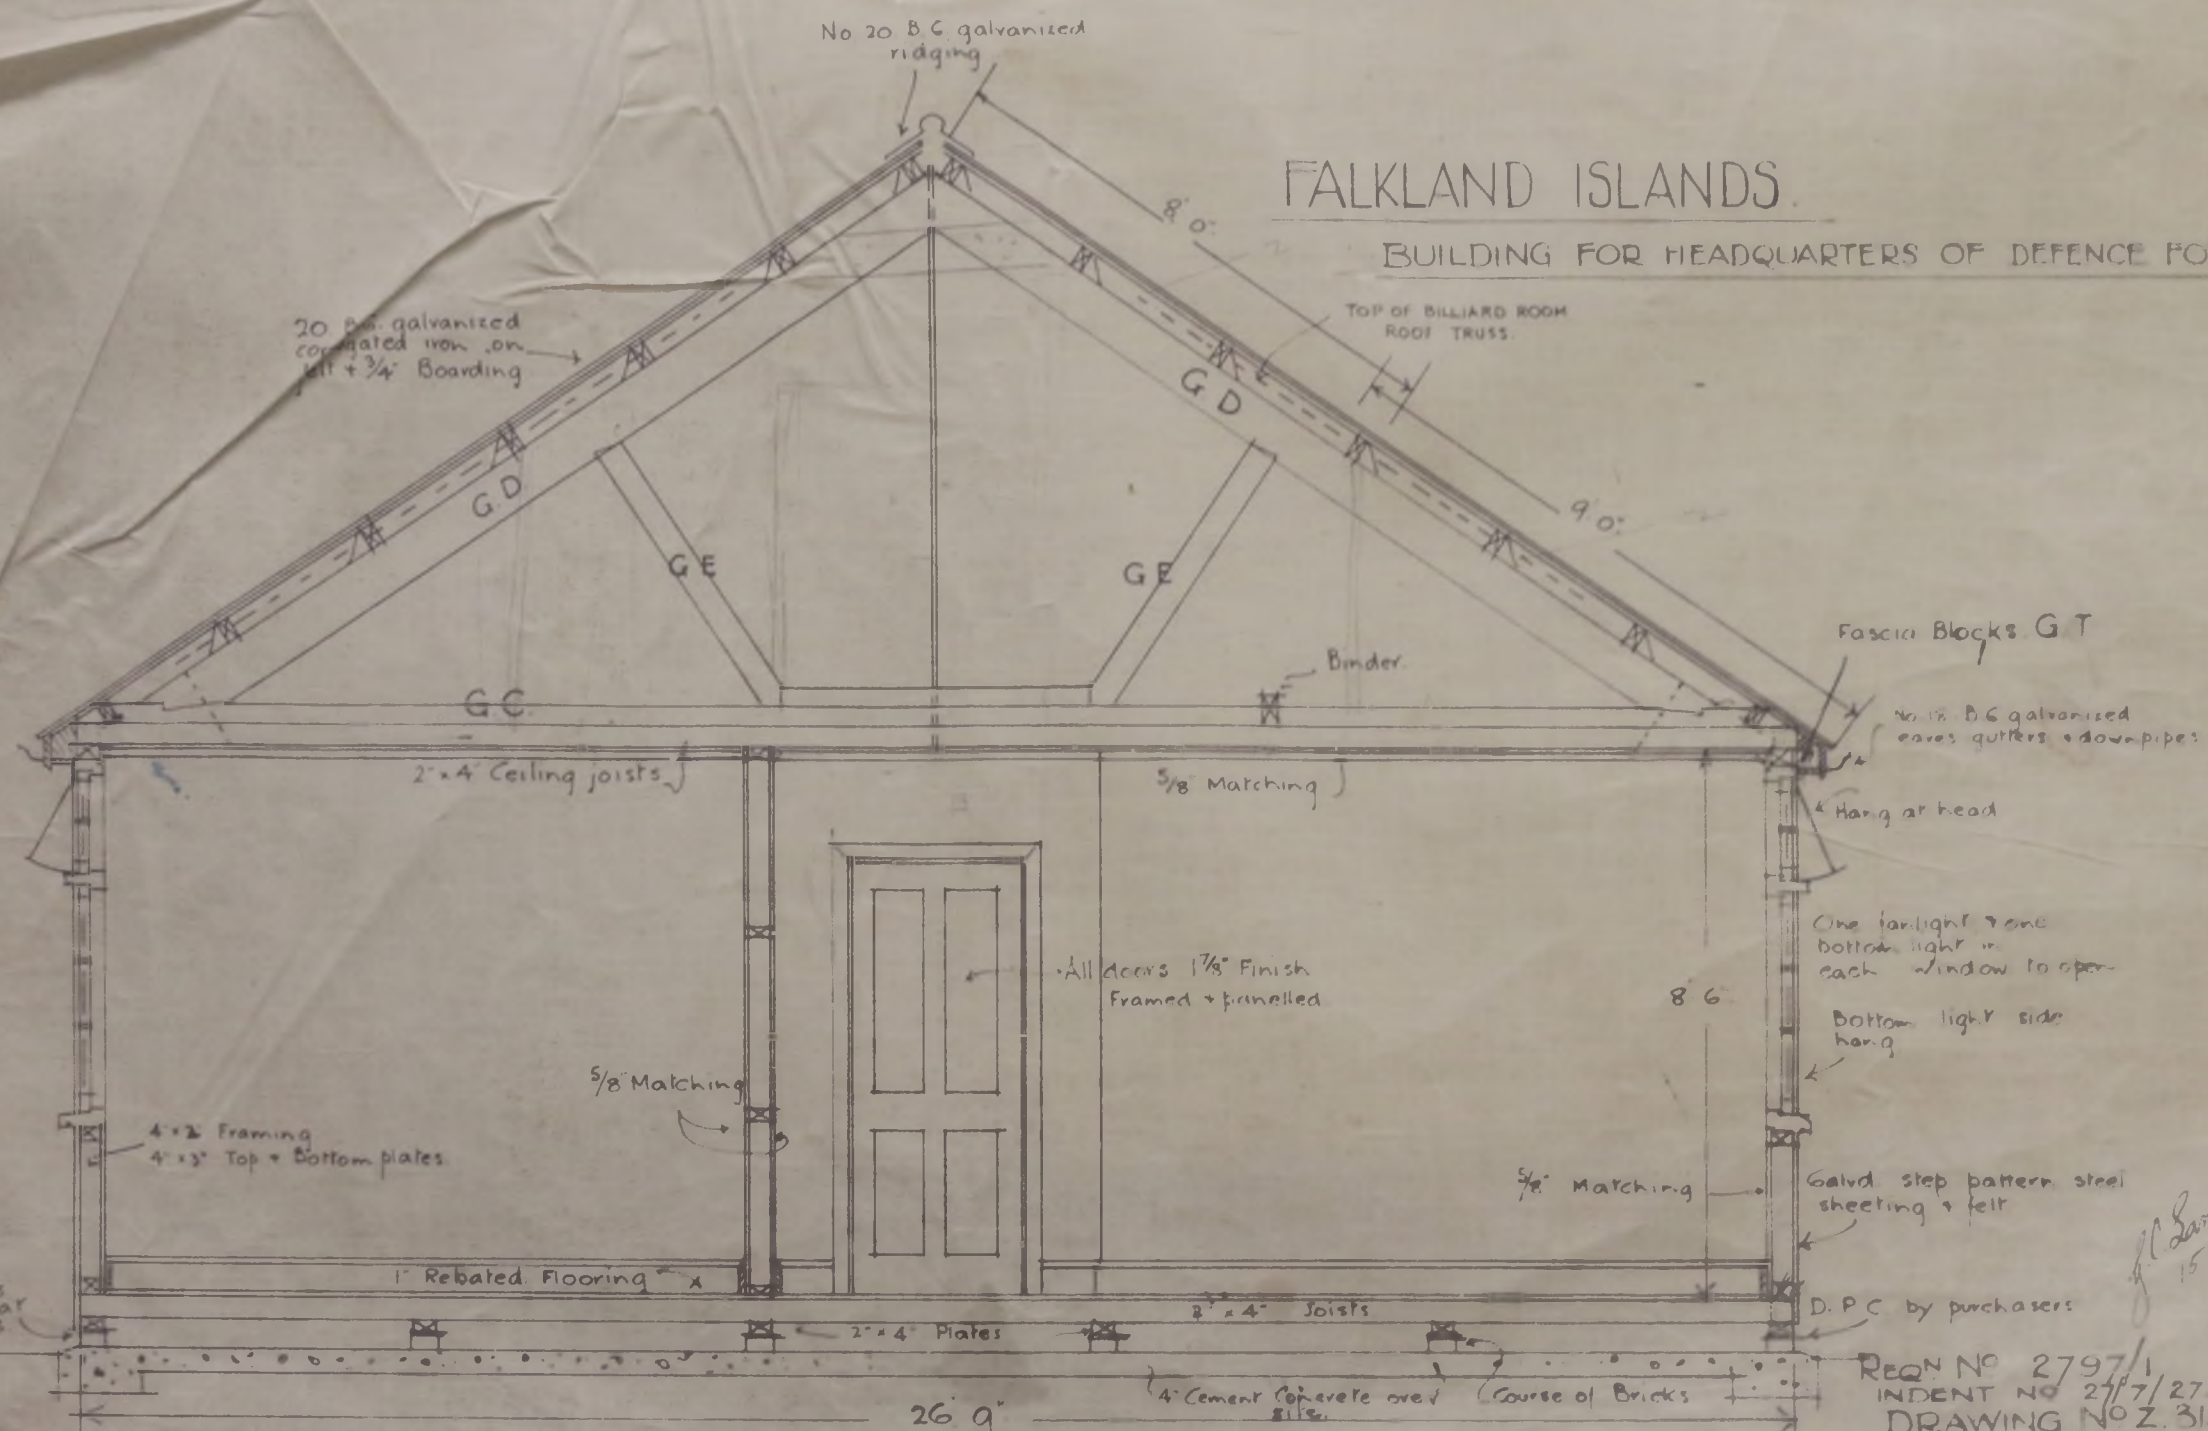 No 20 B.G. galvanized
ridging
FALKLAND ISLANDS.
BUILDING FOR HEADQUARTERS OF DEFENCE FO
8' 0"
20 B.G. galvanized
corrugated iron on
felt + 3/4" Boarding
TOP OF BILLIARD ROOM
ROOF TRUSS.
G D
G.D
9' 0"
G E
G E
Fascia Blocks G T
Binder.
G.C.
B G galvanized
eaves gutters + downpipes
2" x 4" Ceiling joists
5/8" Matching
Hang at head
One fanlight + one
bottom light in
each window to open
All doors 1 7/8" Finish
Framed + panelled
8' 6"
Bottom light side
hang
5/8" Matching
4" x 2" Framing
4" x 3" Top + Bottom plates.
5/8" Matching
Galvd step pattern steel
sheeting + felt
1" Rebated Flooring
x 4" Joists
D.P.C. by purchasers
2" x 4" Plates
4" Cement Concrete over
site.
Course of Bricks
REQN No 2797/1
INDENT No 27/7/27
DRAWING No Z.31
26' 9"